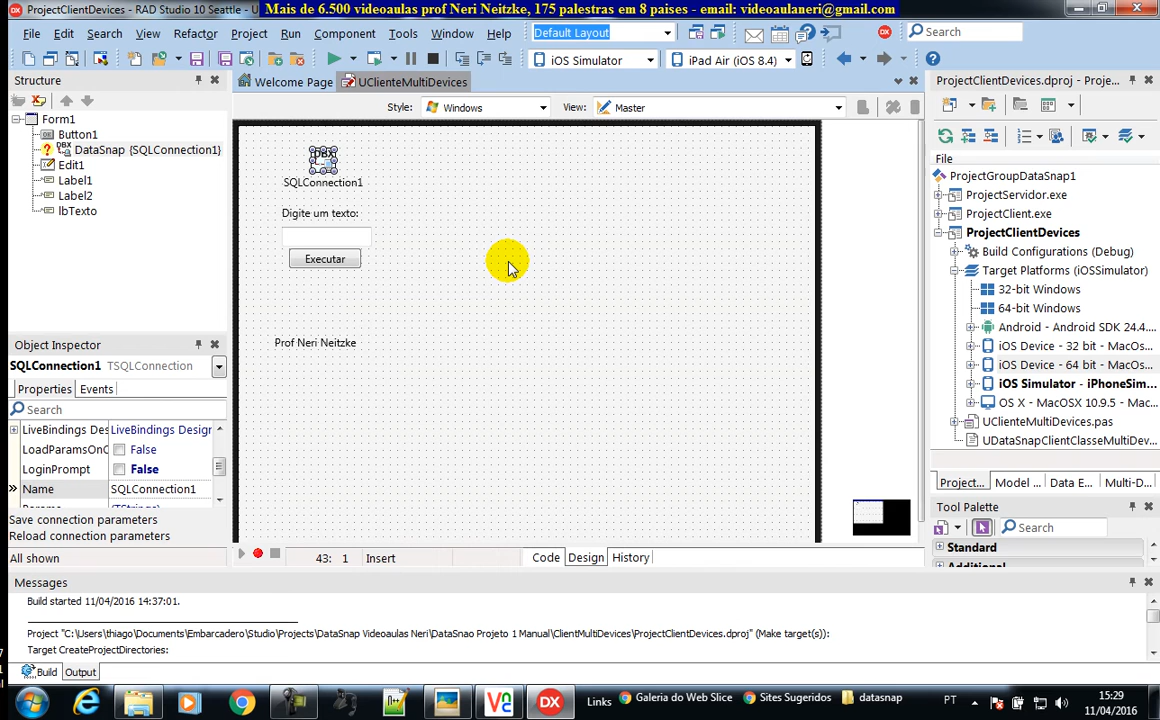 Mais de 6.500 videoaulas prof Neri Neitzke, 175 palestras em 8 paises - email: videoaulaneri@gmail.com
ProjectClientDevices - RAD Studio 10 Seattle -
File Edit Search View Refactor Project Run Component Tools Window Help
Default Layout
Search
iOS Simulator
iPad Air (iOS 8.4)
Structure
Welcome Page
UClienteMultiDevices
ProjectClientDevices.dproj - Proje...
Style: Windows
View: Master
Form1
Button1
DataSnap {SQLConnection1}
Edit1
Label1
Label2
lbTexto
SQLConnection1
Digite um texto:
Executar
Prof Neri Neitzke
File
ProjectGroupDataSnap1
ProjectServidor.exe
ProjectClient.exe
ProjectClientDevices
Build Configurations (Debug)
Target Platforms (iOSSimulator)
32-bit Windows
64-bit Windows
Android - Android SDK 24.4....
iOS Device - 32 bit - MacOs...
iOS Device - 64 bit - MacOs...
iOS Simulator - iPhoneSim...
OS X - MacOSX 10.9.5 - Mac...
UClienteMultiDevices.pas
UDataSnapClientClasseMultiDev...
Object Inspector
SQLConnection1 TSQLConnection
Properties Events
Search
LiveBindings Des LiveBindings Design
LoadParamsOnC False
LoginPrompt False
Name SQLConnection1
Save connection parameters
Reload connection parameters
All shown
43: 1 Insert
Code Design History
Project... Model ... Data E... Multi-D...
Tool Palette
Search
Standard
Additional
Messages
Build started 11/04/2016 14:37:01.
Project "C:\Users\thiago\Documents\Embarcadero\Studio\Projects\DataSnap Videoaulas Neri\DataSnao Projeto 1 Manual\ClientMultiDevices\ProjectClientDevices.dproj" (Make target(s)):
Target CreateProjectDirectories:
Build Output
Links Galeria do Web Slice Sites Sugeridos datasnap PT
15:29
11/04/2016